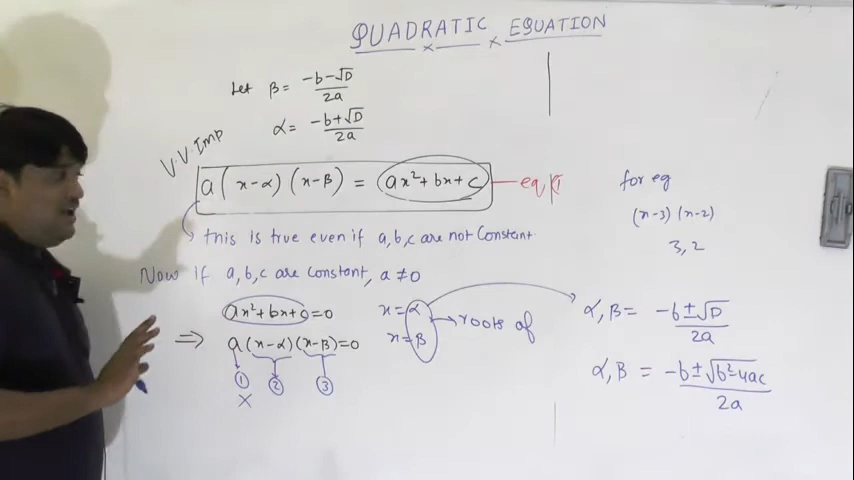 QUADRATIC EQUATION
Let β = -b-√D / 2a
α = -b+√D / 2a
V.V.Imp
a(x-α)(x-β) = (ax²+bx+c) — eq. 1
this is true even if a,b,c are not Constant
Now if a,b,c are constant, a ≠ 0
ax²+bx+c=0
⇒ a(x-α)(x-β)=0
① ② ③
X
x=α
x=β → roots of
for eg
(x-3)(x-2)
3,2
α,β = -b±√D / 2a
α,β = -b±√b²-4ac / 2a